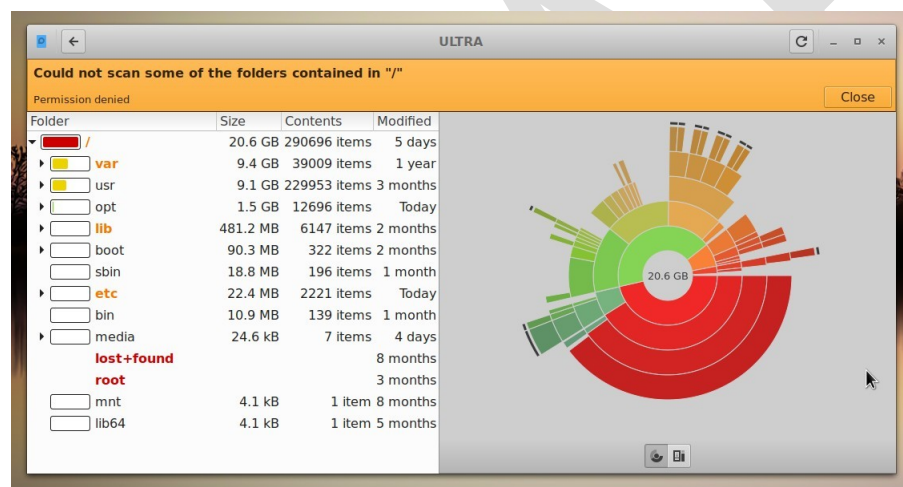 ULTRA
Could not scan some of the folders contained in "/"
Permission denied
Close
Folder Size Contents Modified
/ 20.6 GB 290696 items 5 days
var 9.4 GB 39009 items 1 year
usr 9.1 GB 229953 items 3 months
opt 1.5 GB 12696 items Today
lib 481.2 MB 6147 items 2 months
boot 90.3 MB 322 items 2 months
sbin 18.8 MB 196 items 1 month
etc 22.4 MB 2221 items Today
bin 10.9 MB 139 items 1 month
media 24.6 kB 7 items 4 days
lost+found 8 months
root 3 months
mnt 4.1 kB 1 item 8 months
lib64 4.1 kB 1 item 5 months
20.6 GB